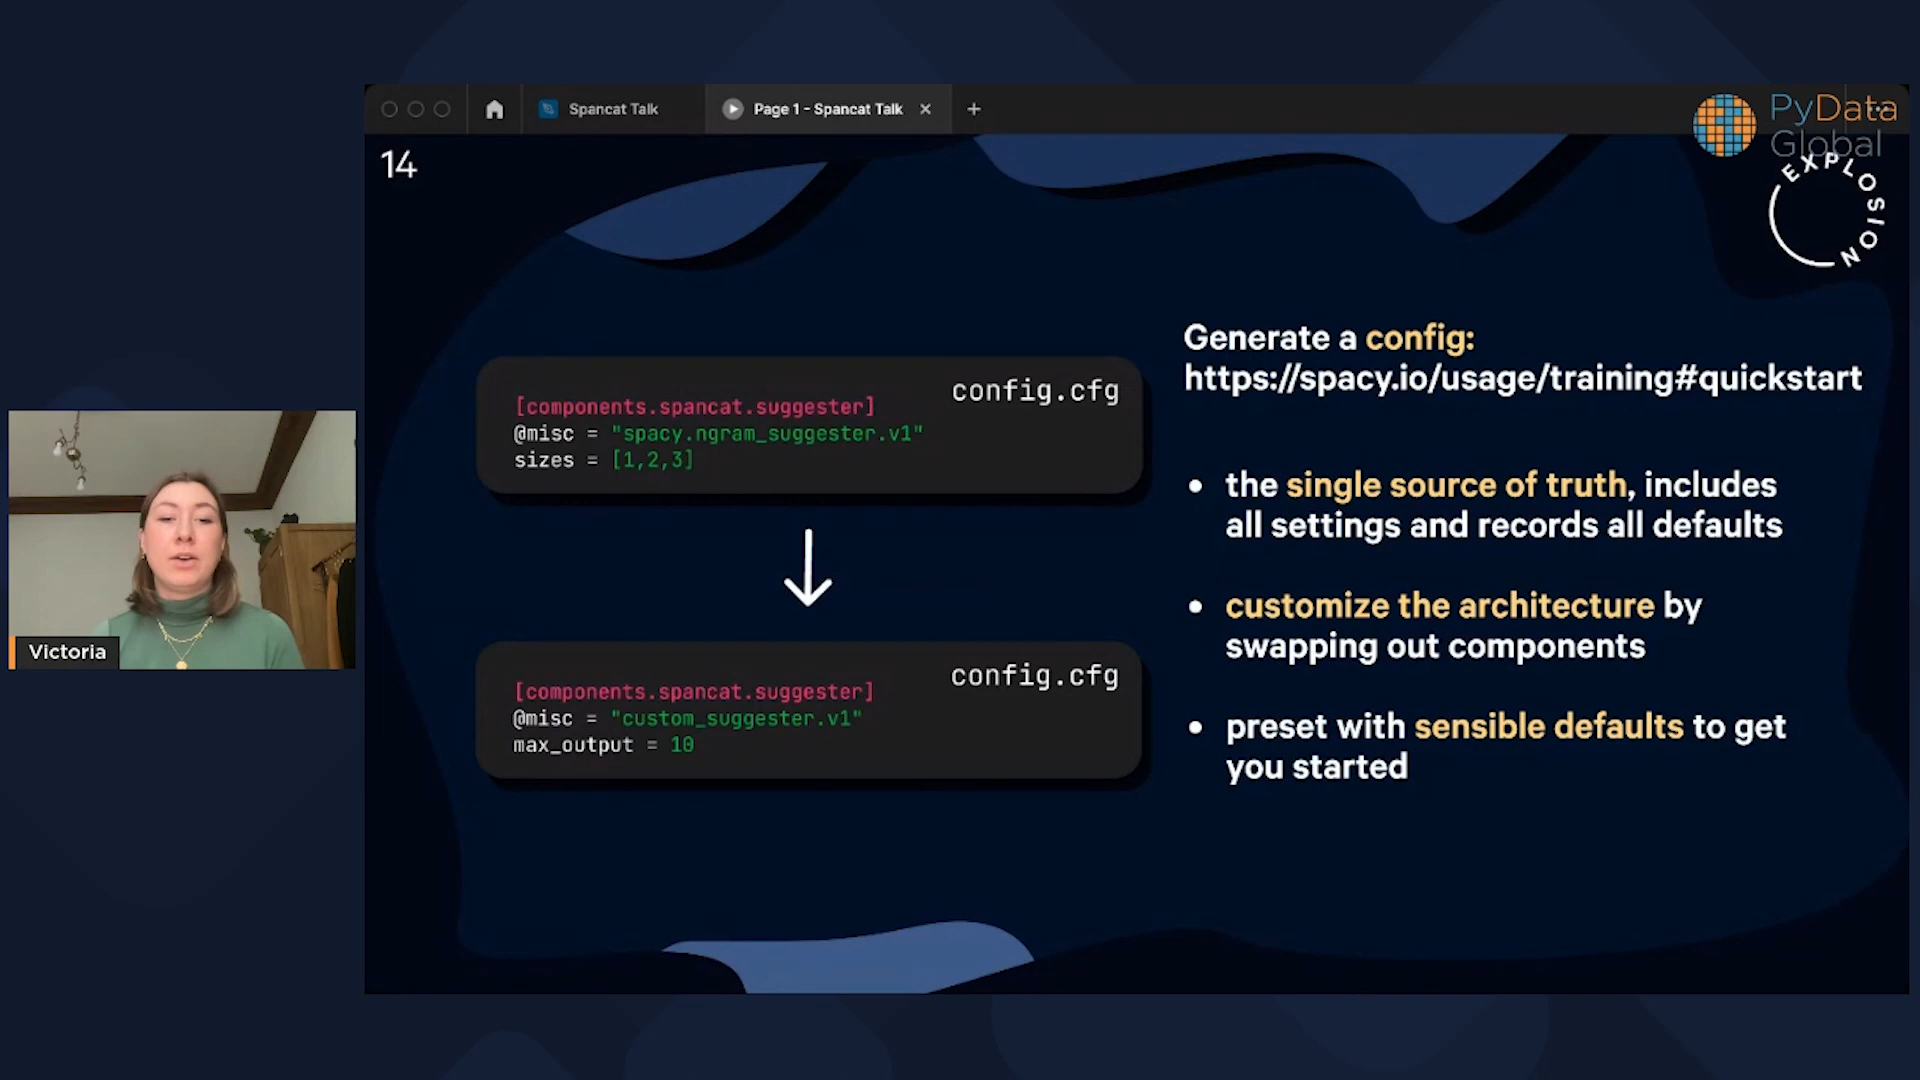 Spancat Talk
Page 1 - Spancat Talk
PyData
Global
14
EXPLOSION
config.cfg
[components.spancat.suggester]
@misc = "spacy.ngram_suggester.v1"
sizes = [1,2,3]
config.cfg
[components.spancat.suggester]
@misc = "custom_suggester.v1"
max_output = 10
Generate a config:
https://spacy.io/usage/training#quickstart
• the single source of truth, includes
all settings and records all defaults
• customize the architecture by
swapping out components
• preset with sensible defaults to get
you started
Victoria